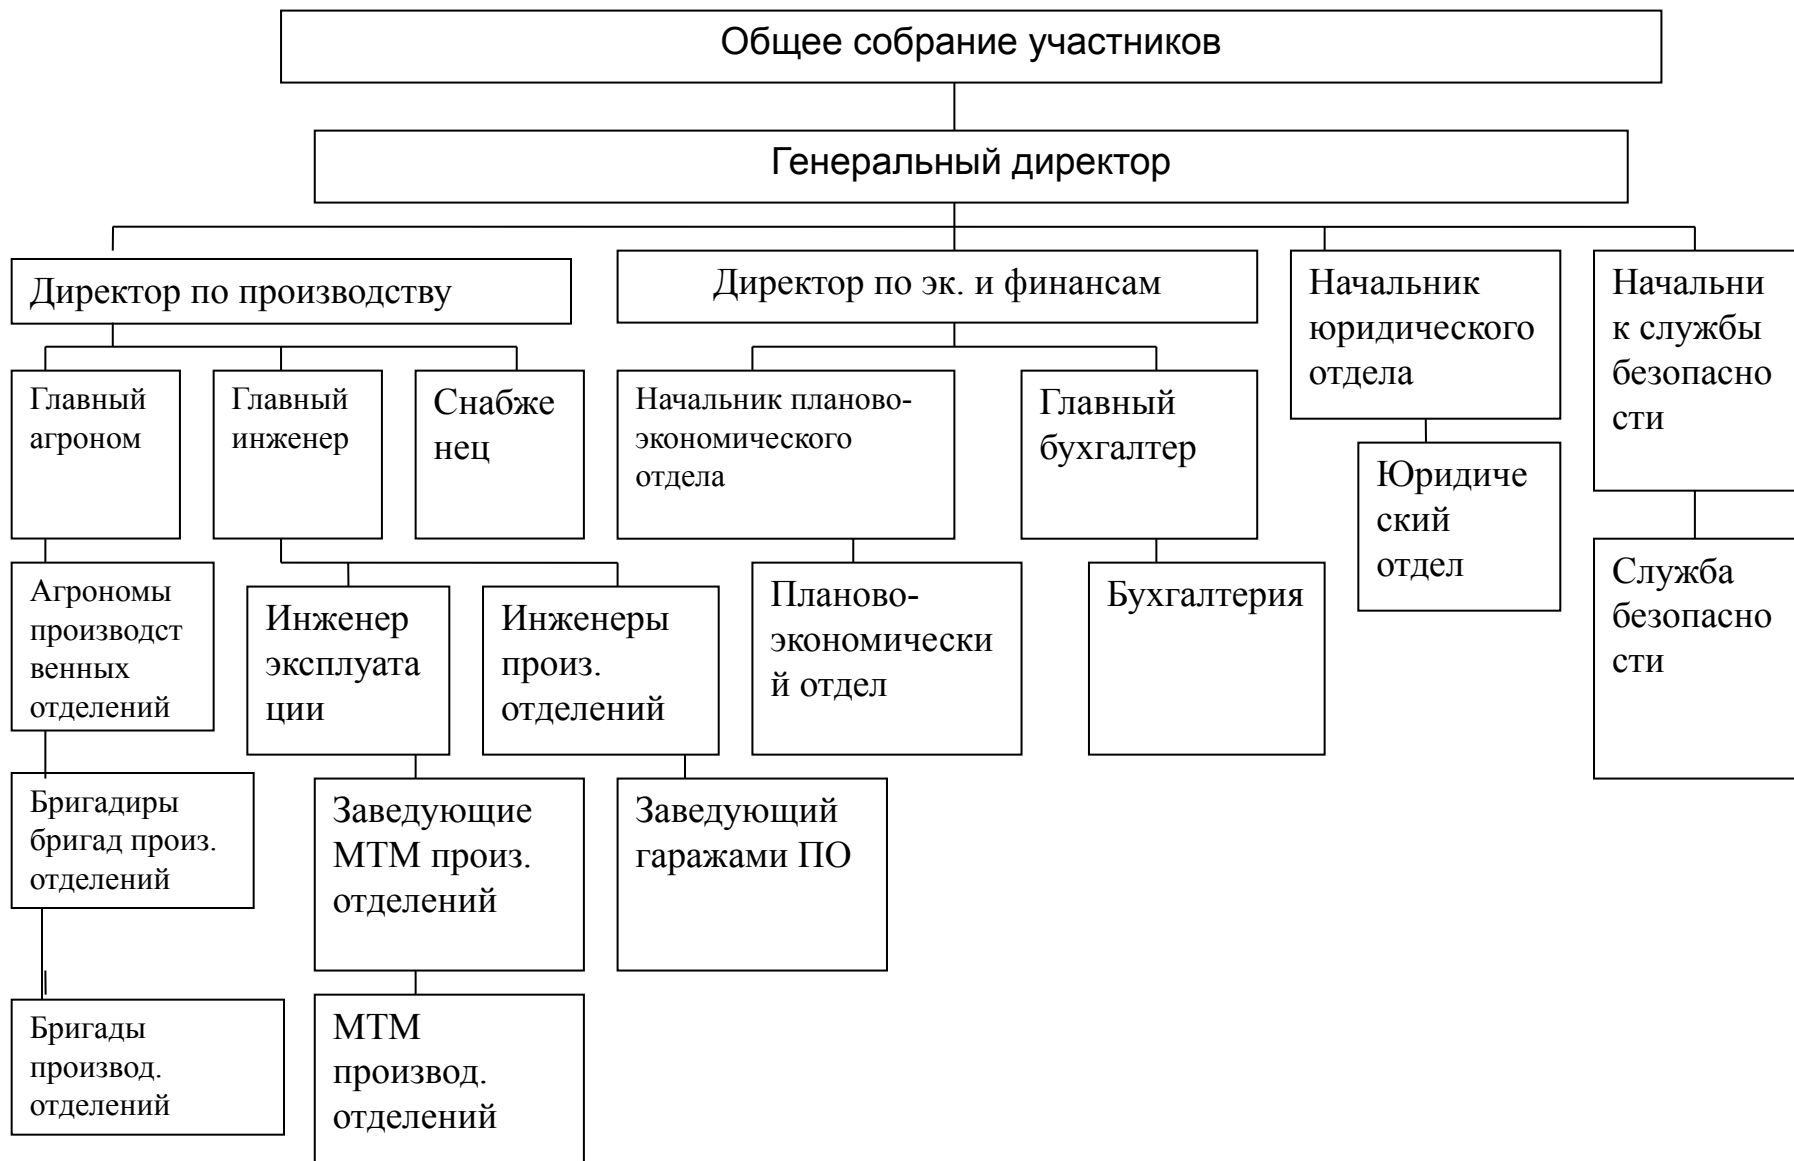 Общее собрание участников
Генеральный директор
Директор по производству
Директор по эк. и финансам
Начальник
юридического
отдела
Начальни
к службы
безопасно
сти
Главный
агроном
Главный
инженер
Снабже
нец
Начальник планово-
экономического
отдела
Главный
бухгалтер
Юридиче
ский
отдел
Агрономы
производст
венных
отделений
Инженер
эксплуата
ции
Инженеры
произ.
отделений
Планово-
экономически
й отдел
Бухгалтерия
Служба
безопасно
сти
Бригадиры
бригад произ.
отделений
Заведующие
МТМ произ.
отделений
Заведующий
гаражами ПО
Бригады
производ.
отделений
МТМ
производ.
отделений